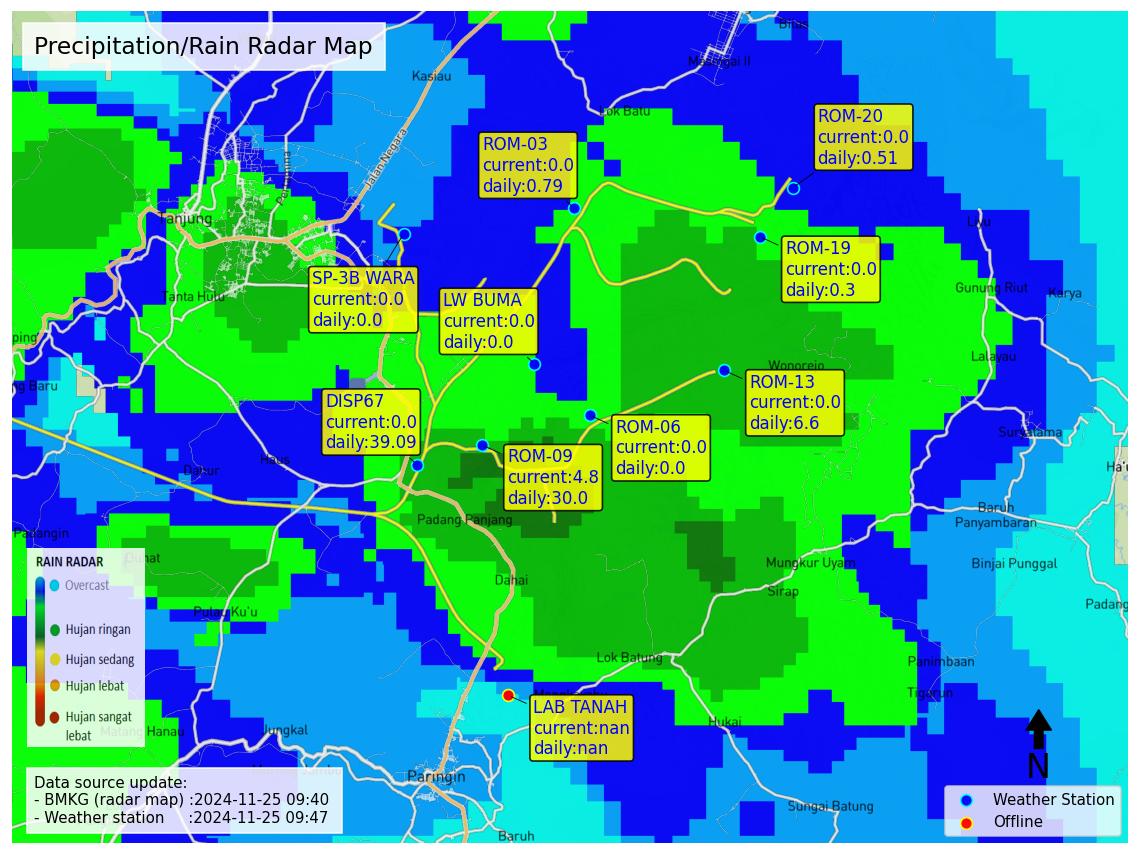 Precipitation/Rain Radar Map
Bilas
Masingai II
Kasiau
Lok Batu
Jalan Negara
ROM-20
current:0.0
daily:0.51
ROM-03
current:0.0
daily:0.79
Tanjung
Liyu
ROM-19
current:0.0
daily:0.3
SP-3B WARA
current:0.0
daily:0.0
LW BUMA
current:0.0
daily:0.0
Tanta Hulu
Gunung Riut
Karya
ping
Lalayau
Wonorejo
ng Baru
ROM-13
current:0.0
daily:6.6
DISP67
current:0.0
daily:39.09
ROM-06
current:0.0
daily:0.0
Suryatama
ROM-09
current:4.8
daily:30.0
Haus
Dahur
Ha'u
Padang Panjang
Baruh
Panyambaran
Padangin
Mungkur Uyam
Binjai Punggal
Dahai
Sirap
Padang
Pulau Ku'u
RAIN RADAR
Overcast
Hujan ringan
Hujan sedang
Hujan lebat
Hujan sangat
lebat
Lok Batung
Panimbaan
Tigarun
LAB TANAH
current:nan
daily:nan
Hukai
Matang Hanau
Jungkal
N
Paringin
Sungai Batung
Baruh
Data source update:
- BMKG (radar map) :2024-11-25 09:40
- Weather station :2024-11-25 09:47
Weather Station
Offline